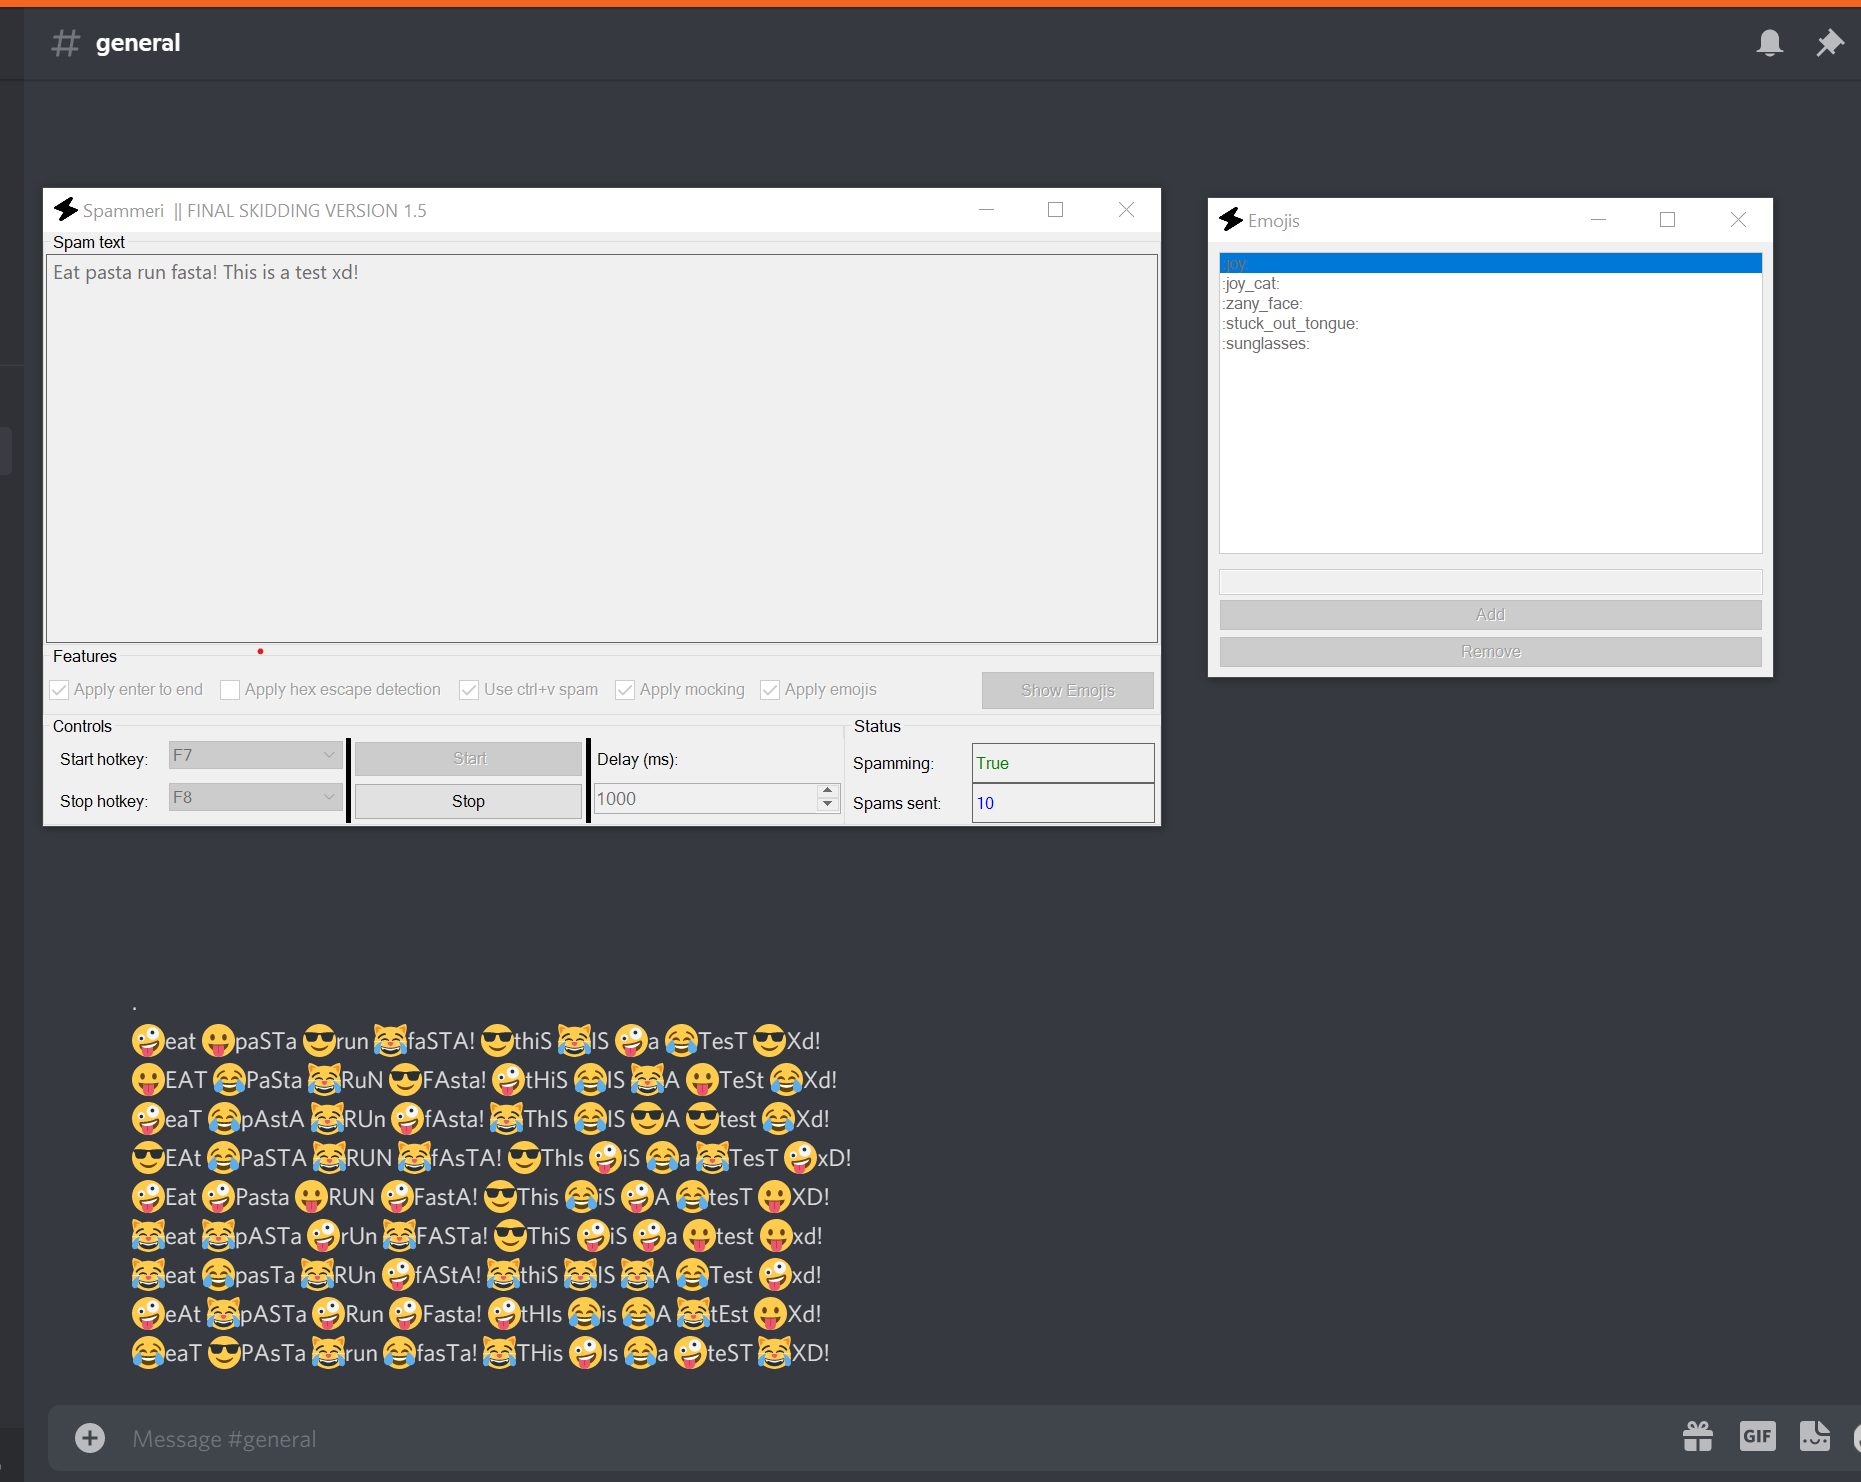 general
Spammeri || FINAL SKIDDING VERSION 1.5
Spam text
Eat pasta run fasta! This is a test xd!
Features
Apply enter to end Apply hex escape detection Use ctrl+v spam Apply mocking Apply emojis Show Emojis
Controls
Start hotkey: F7 Start
Stop hotkey: F8 Stop
Delay (ms):
1000
Status
Spamming: True
Spams sent: 10
Emojis
:joy:
:joy_cat:
:zany_face:
:stuck_out_tongue:
:sunglasses:
Add
Remove
.
🤪eat 😛paSTa 😎run 😹faSTA! 😎thiS 😹IS 🤪a 😂TesT 😎Xd!
😛EAT 😂PaSta 😹RuN 😎FAsta! 🤪tHiS 😂IS 😹A 😛TeSt 😂Xd!
🤪eaT 😂pAstA 😹RUn 🤪fAsta! 😹ThIS 😂IS 😎A 😎test 😂Xd!
😎EAt 😂PaSTA 😹RUN 😹fAsTA! 😎ThIs 🤪iS 😂a 😹TesT 🤪xD!
🤪Eat 🤪Pasta 😛RUN 🤪FastA! 😎This 😂iS 🤪A 😂tesT 😛XD!
😹eat 😹pASTa 🤪rUn 😹FASTa! 😎ThiS 🤪iS 🤪a 😛test 😛xd!
😹eat 😂pasTa 😹RUn 🤪fAStA! 😹thiS 😹IS 😹A 😂Test 🤪xd!
🤪eAt 😹pASTa 🤪Run 🤪Fasta! 🤪tHIs 😂is 😂A 😹tEst 😛Xd!
😂eaT 😎PAsTa 😹run 😂fasTa! 😹THis 🤪Is 😂a 🤪teST 😹XD!
Message #general
GIF